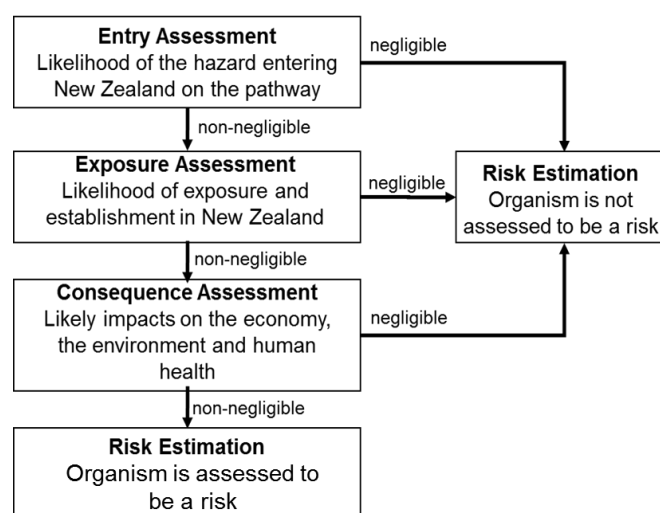 Entry Assessment
Likelihood of the hazard entering
New Zealand on the pathway
negligible
non-negligible
Exposure Assessment
Likelihood of exposure and
establishment in New Zealand
negligible
Risk Estimation
Organism is not
assessed to be a risk
non-negligible
Consequence Assessment
Likely impacts on the economy,
the environment and human
health
negligible
non-negligible
Risk Estimation
Organism is assessed to
be a risk